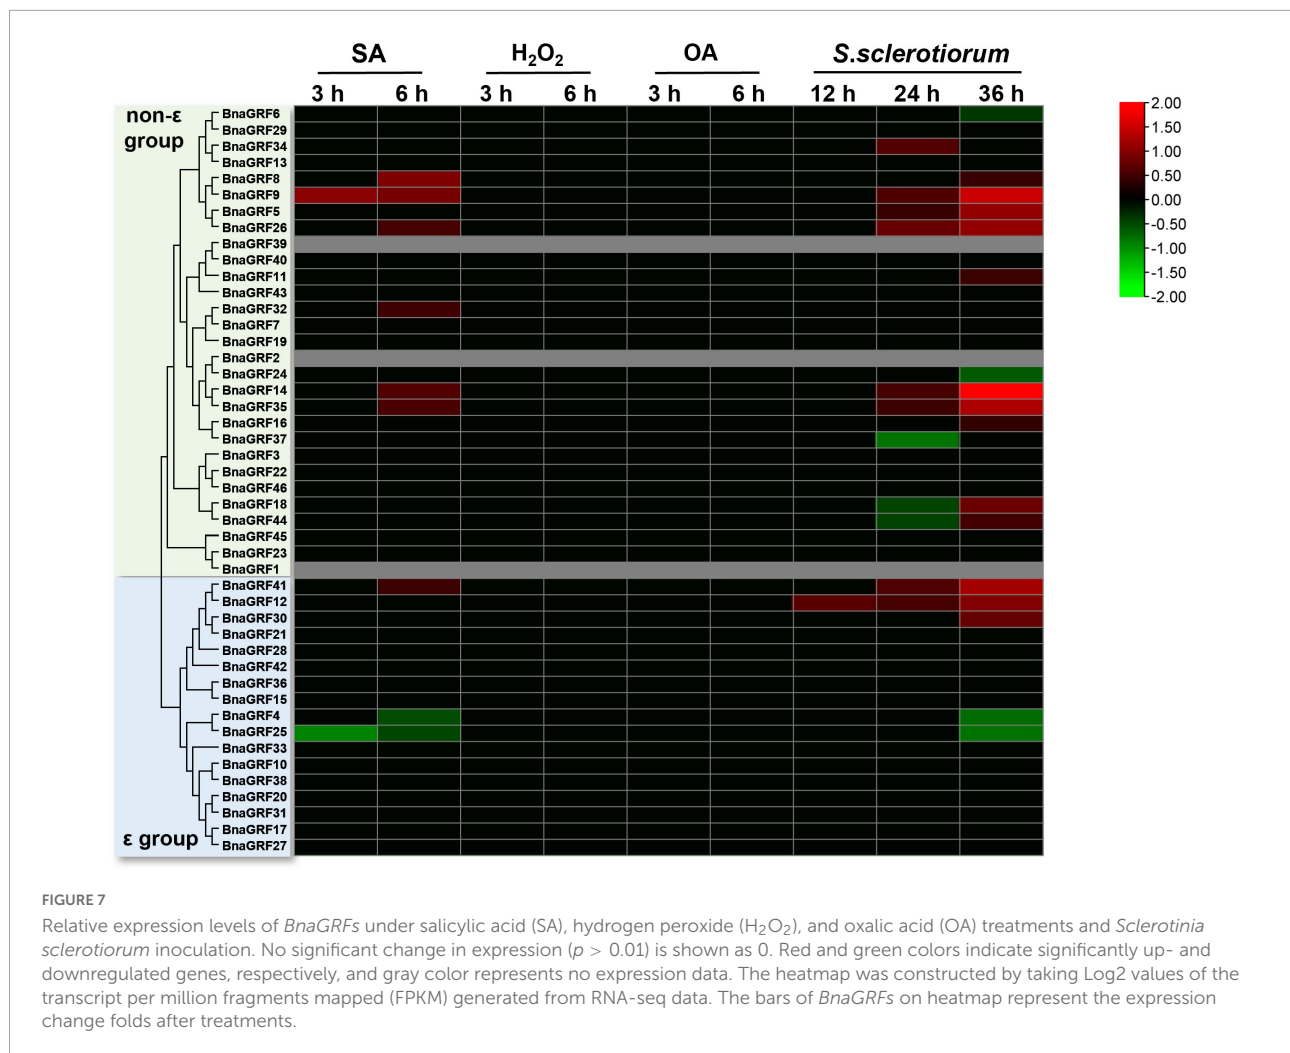 SA H₂O₂ OA S.sclerotiorum
3 h 6 h 3 h 6 h 3 h 6 h 12 h 24 h 36 h
non-ε
group
BnaGRF6
BnaGRF29
BnaGRF34
BnaGRF13
BnaGRF8
BnaGRF9
BnaGRF5
BnaGRF26
BnaGRF39
BnaGRF40
BnaGRF11
BnaGRF43
BnaGRF32
BnaGRF7
BnaGRF19
BnaGRF2
BnaGRF24
BnaGRF14
BnaGRF35
BnaGRF16
BnaGRF37
BnaGRF3
BnaGRF22
BnaGRF46
BnaGRF18
BnaGRF44
BnaGRF45
BnaGRF23
BnaGRF1
BnaGRF41
BnaGRF12
BnaGRF30
BnaGRF21
BnaGRF28
BnaGRF42
BnaGRF36
BnaGRF15
BnaGRF4
BnaGRF25
BnaGRF33
BnaGRF10
BnaGRF38
BnaGRF20
BnaGRF31
BnaGRF17
BnaGRF27
ε group
2.00
1.50
1.00
0.50
0.00
-0.50
-1.00
-1.50
-2.00
FIGURE 7
Relative expression levels of BnaGRFs under salicylic acid (SA), hydrogen peroxide (H₂O₂), and oxalic acid (OA) treatments and Sclerotinia
sclerotiorum inoculation. No significant change in expression (p > 0.01) is shown as 0. Red and green colors indicate significantly up- and
downregulated genes, respectively, and gray color represents no expression data. The heatmap was constructed by taking Log2 values of the
transcript per million fragments mapped (FPKM) generated from RNA-seq data. The bars of BnaGRFs on heatmap represent the expression
change folds after treatments.